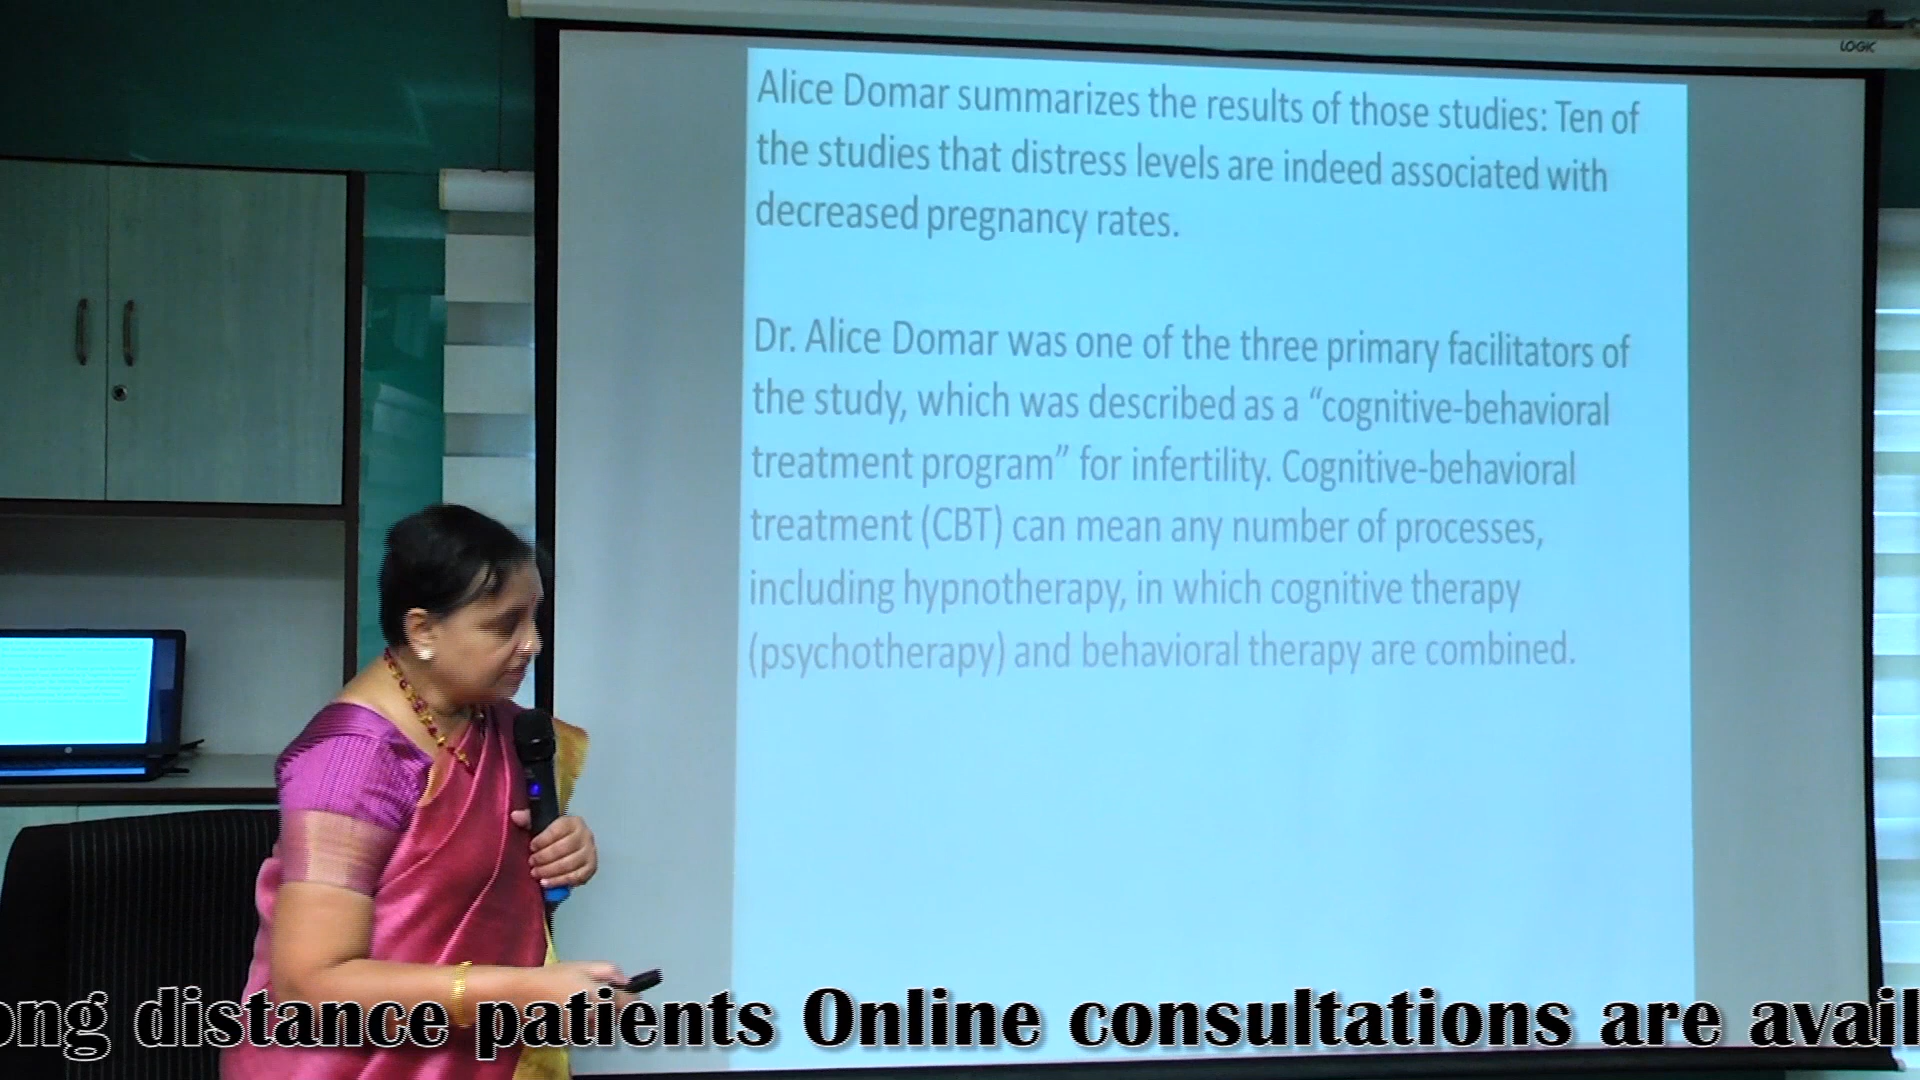 LOGIC
Alice Domar summarizes the results of those studies: Ten of
the studies that distress levels are indeed associated with
decreased pregnancy rates.
Dr. Alice Domar was one of the three primary facilitators of
the study, which was described as a “cognitive-behavioral
treatment program” for infertility. Cognitive-behavioral
treatment (CBT) can mean any number of processes,
including hypnotherapy, in which cognitive therapy
(psychotherapy) and behavioral therapy are combined.
ong distance patients Online consultations are avail